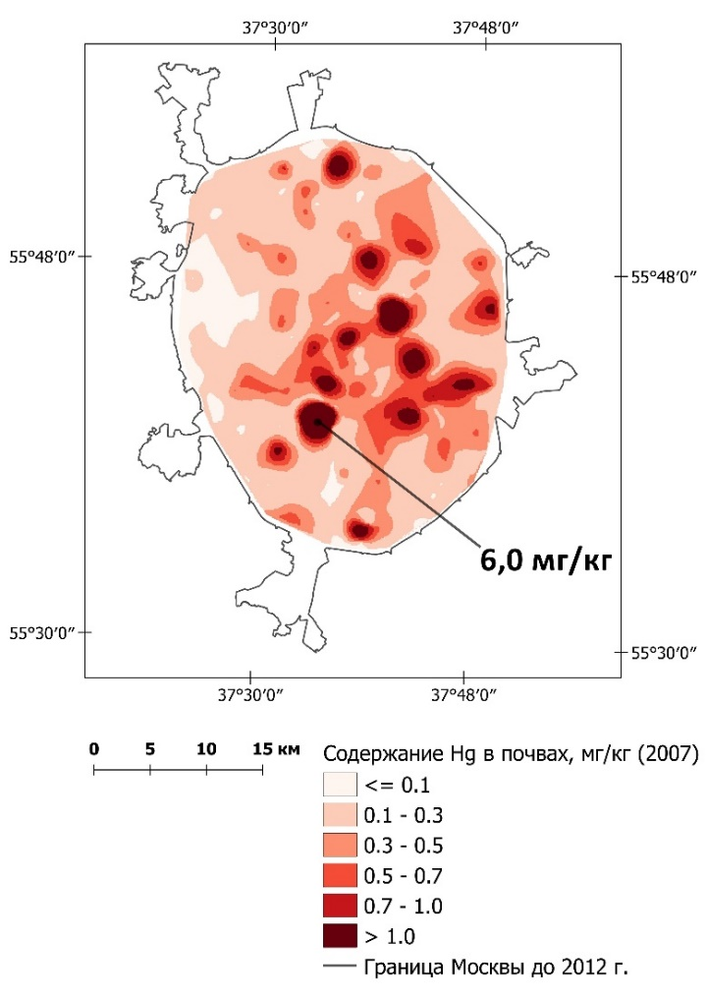 37°30′0″ 37°48′0″
55°48′0″
55°48′0″
6,0 мг/кг
55°30′0″
55°30′0″
37°30′0″ 37°48′0″
0 5 10 15 км
Содержание Hg в почвах, мг/кг (2007)
<= 0.1
0.1 - 0.3
0.3 - 0.5
0.5 - 0.7
0.7 - 1.0
> 1.0
Граница Москвы до 2012 г.